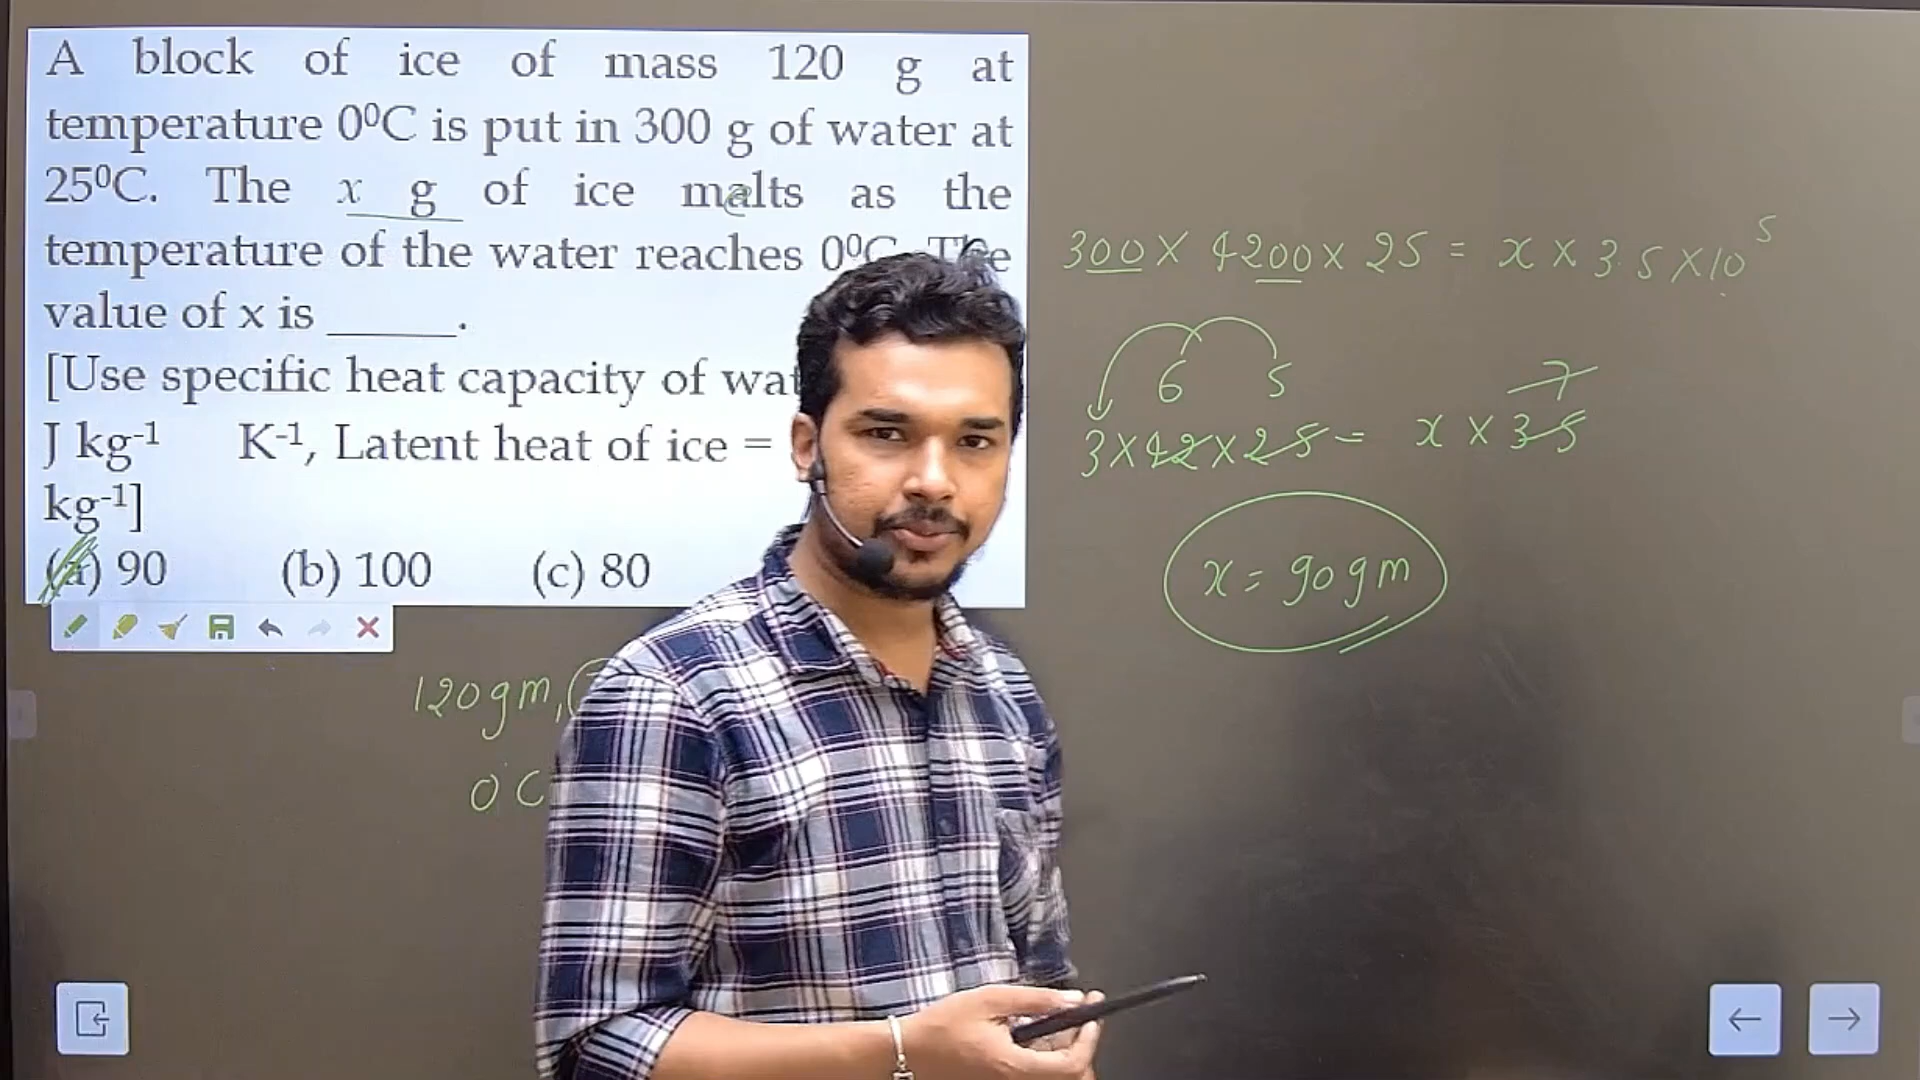 A block of ice of mass 120 g at
temperature 0⁰C is put in 300 g of water at
25⁰C. The x g of ice malts as the
temperature of the water reaches 0⁰C. The
value of x is ______.
[Use specific heat capacity of
J kg⁻¹ K⁻¹, Latent heat of ice =
kg⁻¹]
(a) 90 (b) 100 (c) 80
120gm,
0°C
300 × 4200 × 25 = x × 3.5 × 10⁵
6 5 7
3 × 42 × 25 = x × 35
x = 90 gm